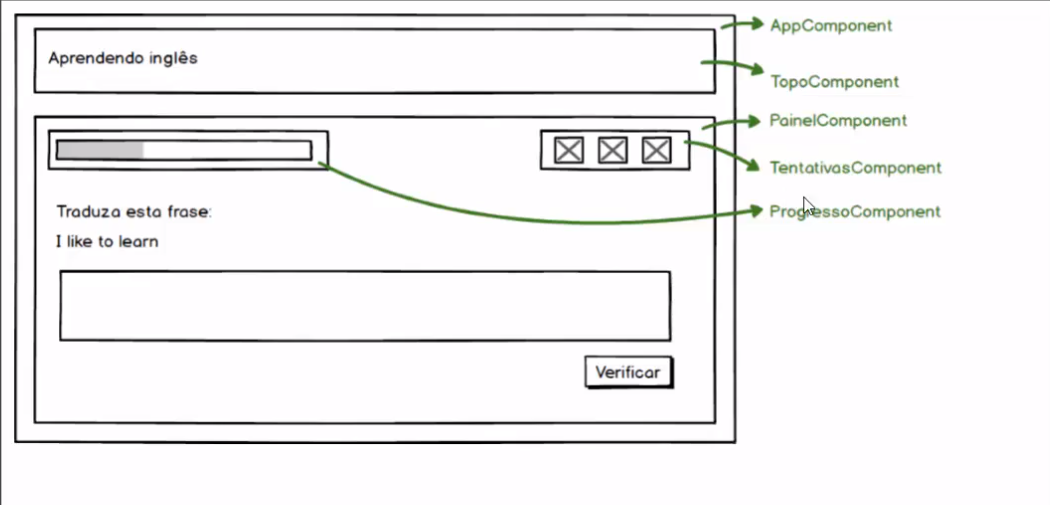 Aprendendo inglês
AppComponent
TopoComponent
PainelComponent
TentativasComponent
ProgressoComponent
Traduza esta frase:
I like to learn
Verificar